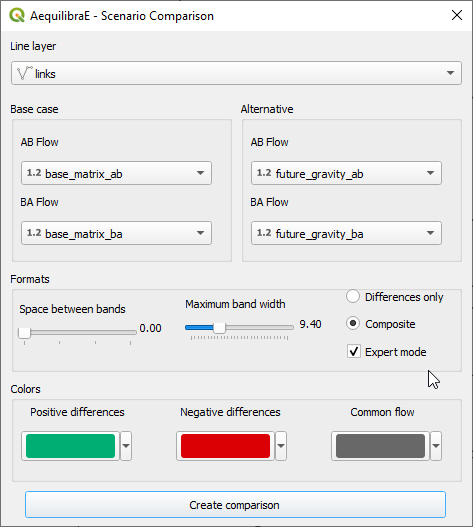 AequilibraE - Scenario Comparison
Line layer
links
Base case
Alternative
AB Flow
AB Flow
1.2 base_matrix_ab
1.2 future_gravity_ab
BA Flow
BA Flow
1.2 base_matrix_ba
1.2 future_gravity_ba
Formats
Space between bands
0.00
Maximum band width
9.40
Differences only
Composite
Expert mode
Colors
Positive differences
Negative differences
Common flow
Create comparison